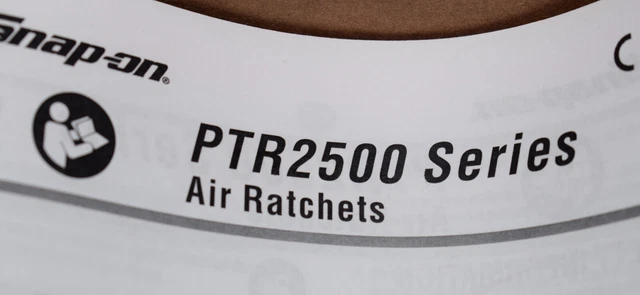 Snap-on
PTR2500 Series
Air Ratchets